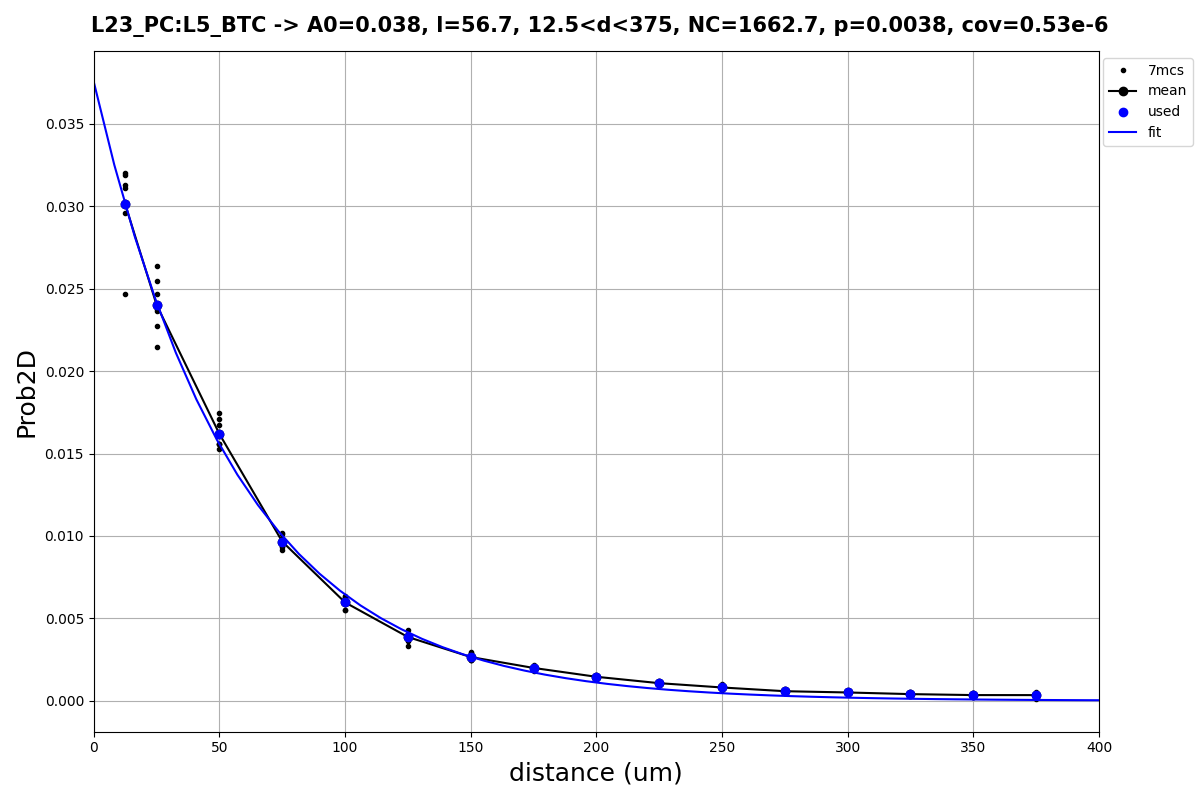 L23_PC:L5_BTC -> A0=0.038, l=56.7, 12.5<d<375, NC=1662.7, p=0.0038, cov=0.53e-6
7mcs
mean
used
fit
Prob2D
0.035
0.030
0.025
0.020
0.015
0.010
0.005
0.000
0 50 100 150 200 250 300 350 400
distance (um)